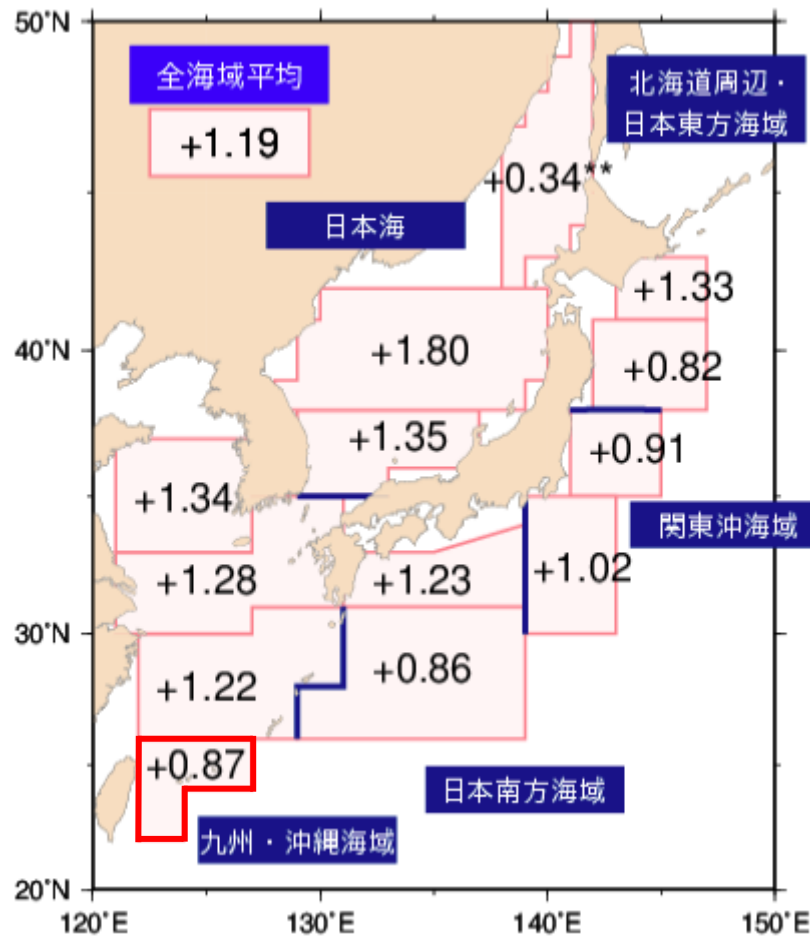 50°N
全海域平均
+1.19
北海道周辺・
日本東方海域
+0.34**
日本海
+1.33
40°N
+1.80
+0.82
+1.35
+0.91
+1.34
関東沖海域
+1.28
+1.23
+1.02
30°N
+1.22
+0.86
+0.87
日本南方海域
九州・沖縄海域
20°N
120°E
130°E
140°E
150°E